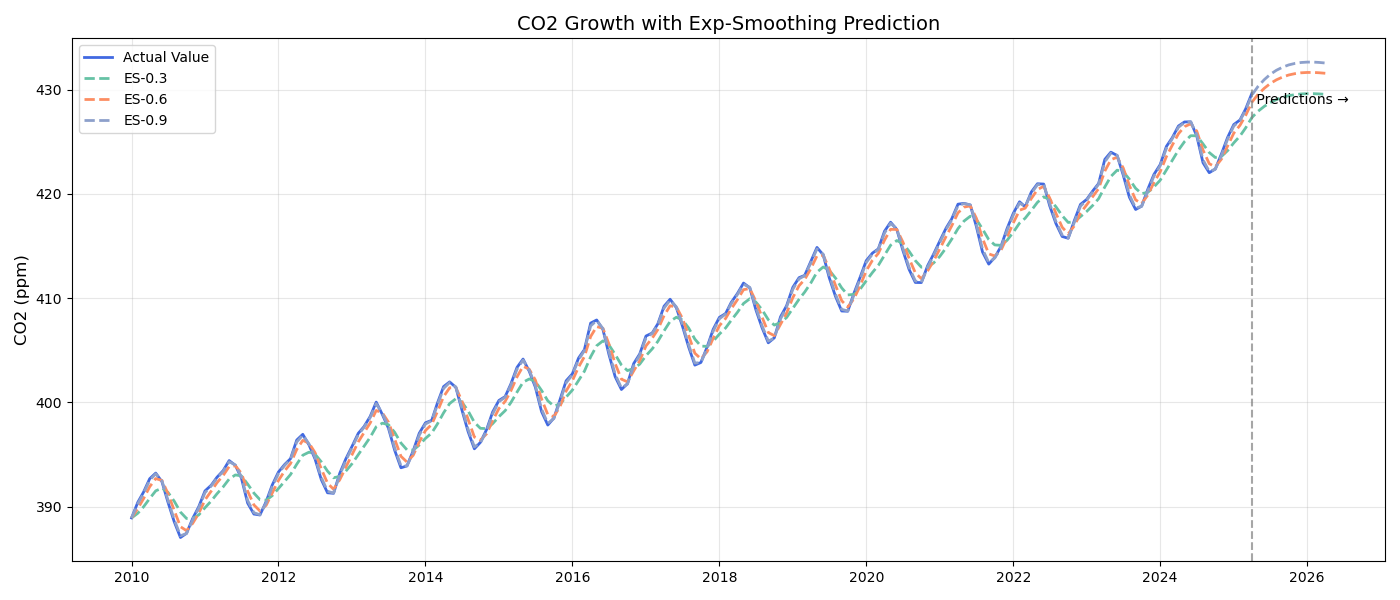 CO2 Growth with Exp-Smoothing Prediction
Actual Value
ES-0.3
ES-0.6
ES-0.9
Predictions →
CO2 (ppm)
430
420
410
400
390
2010
2012
2014
2016
2018
2020
2022
2024
2026